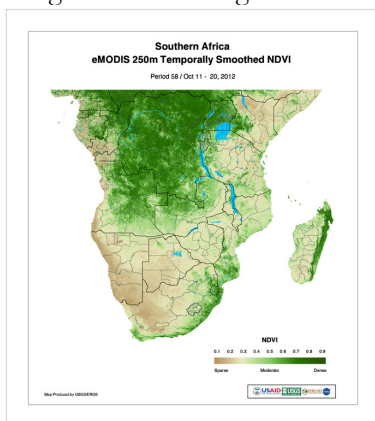 Southern Africa
eMODIS 250m Temporally Smoothed NDVI
Period 58 / Oct 11 - 20, 2012
NDVI
0.1 0.2 0.3 0.4 0.5 0.6 0.7 0.8 0.9
Sparse Moderate Dense
Map Produced by USGS/EROS
USAID USGS